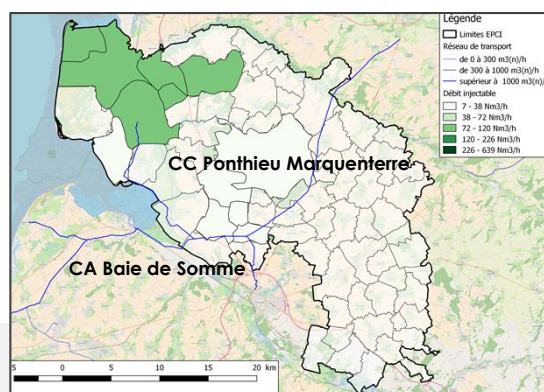 Légende
Limites EPCI
Réseau de transport
de 0 à 300 m3(n)/h
de 300 à 1000 m3(n)/h
supérieur à 1000 m3(n)/h
Débit injectable
7 - 38 Nm3/h
38 - 72 Nm3/h
72 - 120 Nm3/h
120 - 226 Nm3/h
226 - 639 Nm3/h
CC Ponthieu Marquenterre
CA Baie de Somme
5 0 5 10 15 20 km